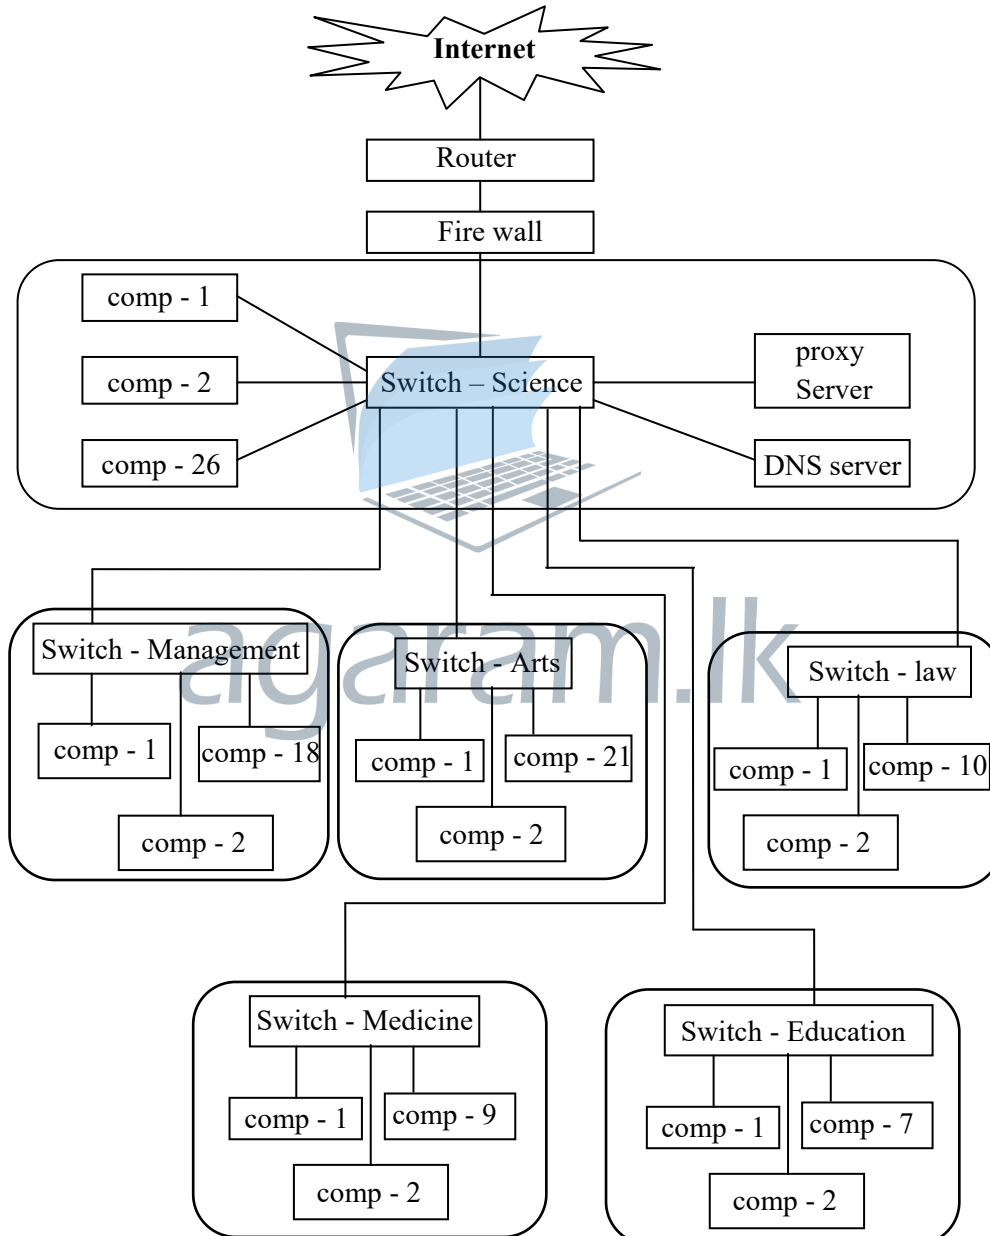 Internet
Router
Fire wall
comp - 1
comp - 2
comp - 26
Switch – Science
proxy
Server
DNS server
Switch - Management
comp - 1
comp - 18
comp - 2
Switch - Arts
comp - 1
comp - 21
comp - 2
Switch - law
comp - 1
comp - 10
comp - 2
agaram.lk
Switch - Medicine
comp - 1
comp - 9
comp - 2
Switch - Education
comp - 1
comp - 7
comp - 2